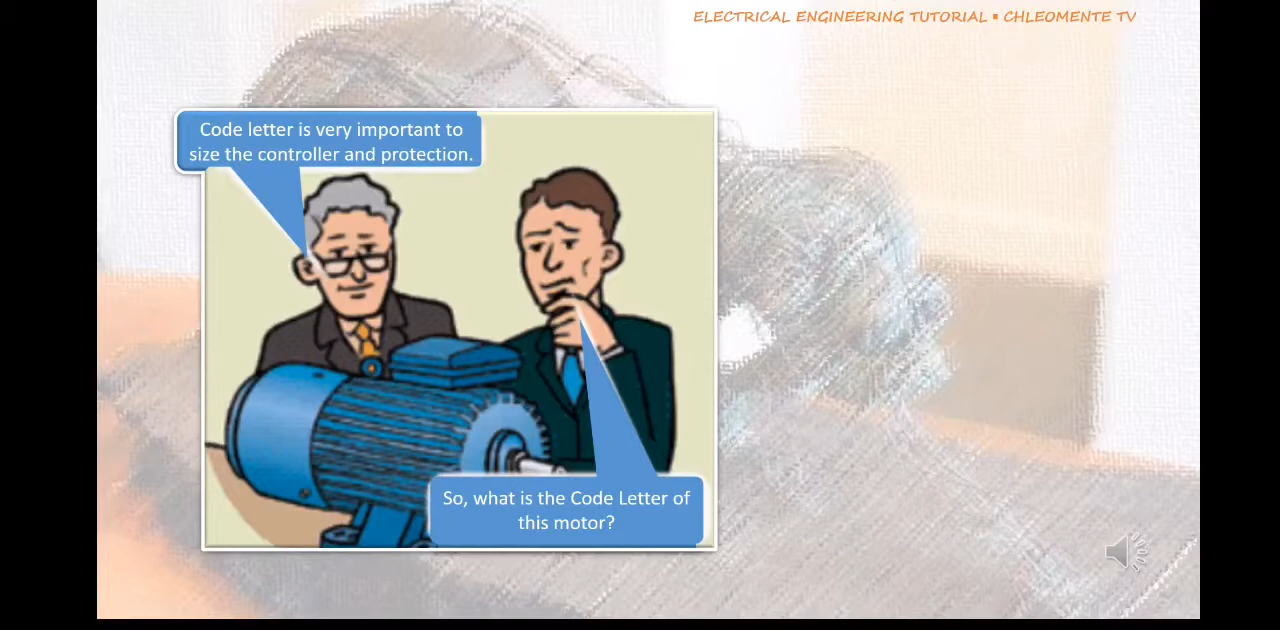 ELECTRICAL ENGINEERING TUTORIAL ▪ CHLEOMENTE TV
Code letter is very important to
size the controller and protection.
So, what is the Code Letter of
this motor?